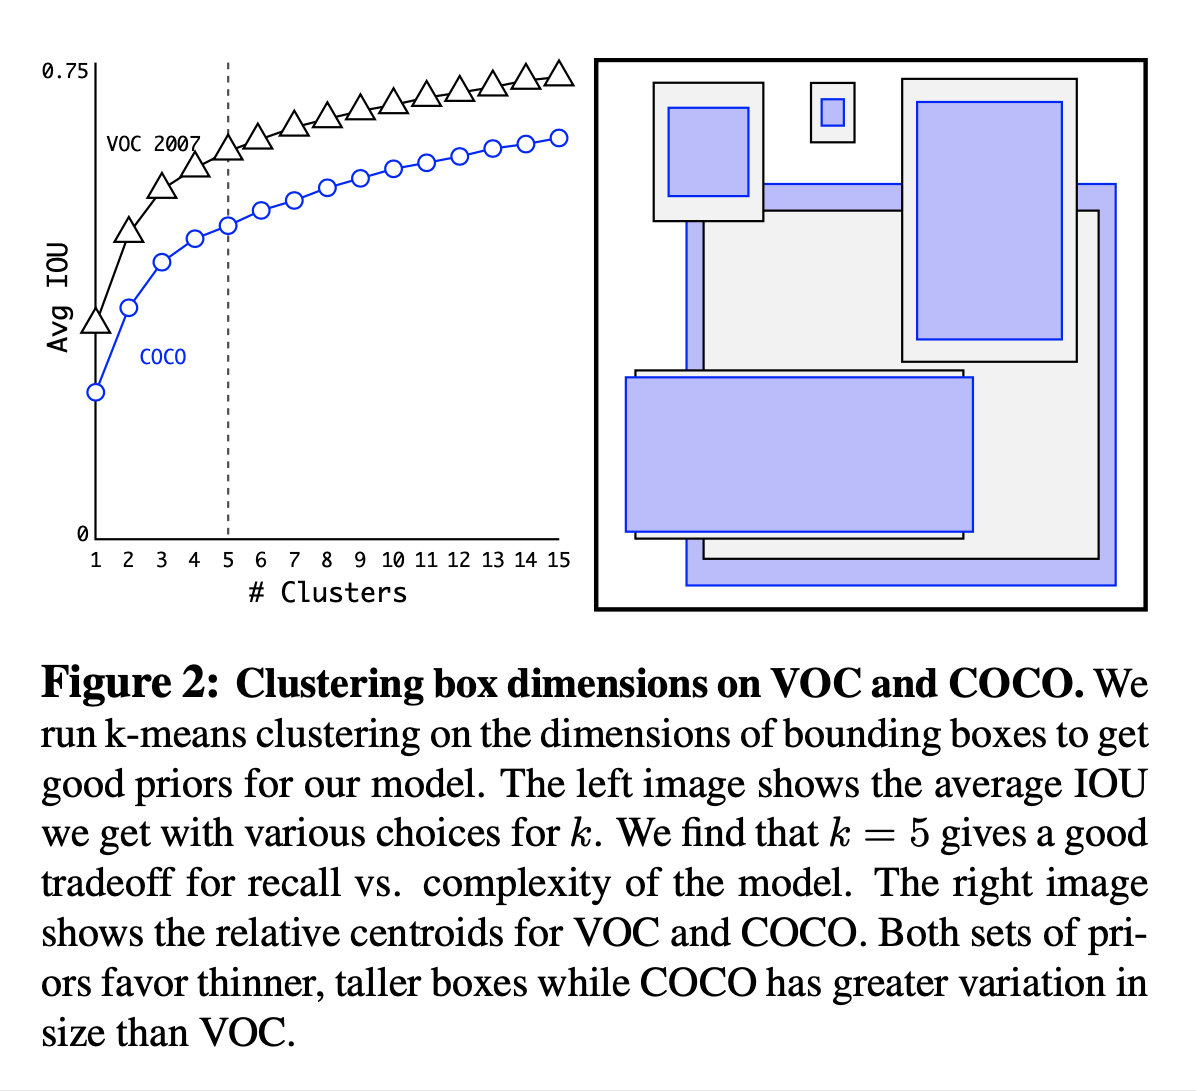 0.75
VOC 2007
Avg IOU
COCO
0
1 2 3 4 5 6 7 8 9 10 11 12 13 14 15
# Clusters
Figure 2: Clustering box dimensions on VOC and COCO. We
run k-means clustering on the dimensions of bounding boxes to get
good priors for our model. The left image shows the average IOU
we get with various choices for k. We find that k = 5 gives a good
tradeoff for recall vs. complexity of the model. The right image
shows the relative centroids for VOC and COCO. Both sets of pri-
ors favor thinner, taller boxes while COCO has greater variation in
size than VOC.